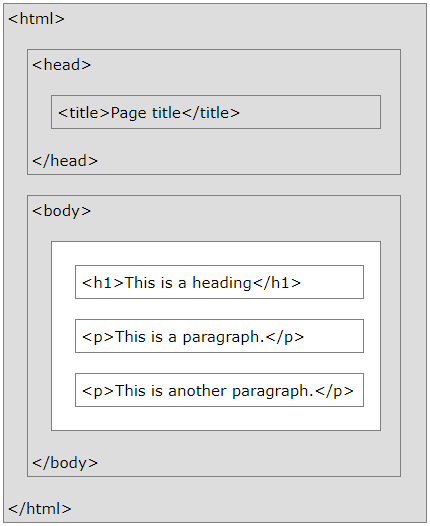 <html>
<head>
<title>Page title</title>
</head>
<body>
<h1>This is a heading</h1>
<p>This is a paragraph.</p>
<p>This is another paragraph.</p>
</body>
</html>